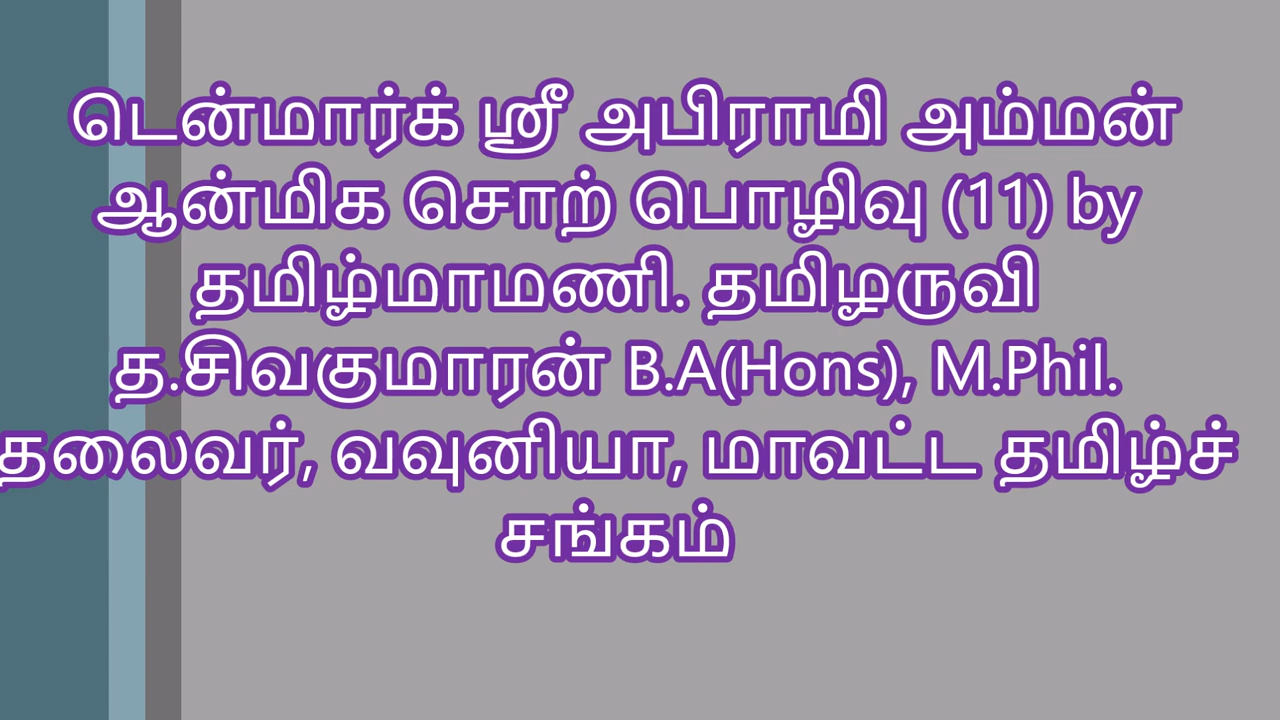 டென்மார்க் ஸ்ரீ அபிராமி அம்மன்
ஆன்மிக சொற் பொழிவு (11) by
தமிழ்மாமணி. தமிழருவி
த.சிவகுமாரன் B.A(Hons), M.Phil.
தலைவர், வவுனியா, மாவட்ட தமிழ்ச்
சங்கம்